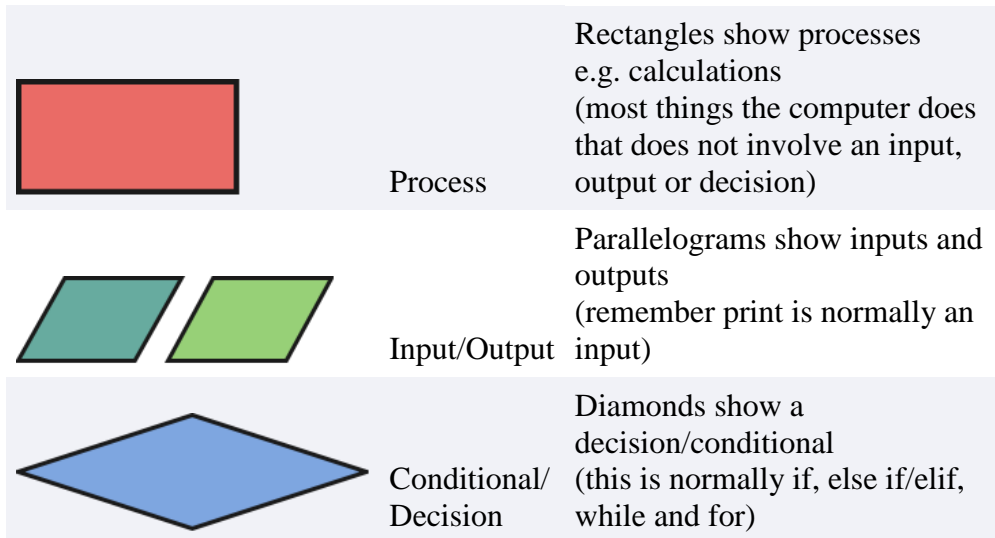 Process
Rectangles show processes
e.g. calculations
(most things the computer does
that does not involve an input,
output or decision)
Input/Output
Parallelograms show inputs and
outputs
(remember print is normally an
input)
Conditional/
Decision
Diamonds show a
decision/conditional
(this is normally if, else if/elif,
while and for)